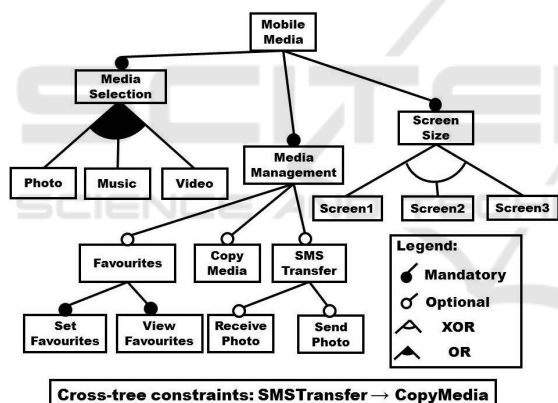 Mobile
Media
Media
Selection
Screen
Size
Media
Management
Photo
Music
Video
Screen1
Screen2
Screen3
Favourites
Copy
Media
SMS
Transfer
Set
Favourites
View
Favourites
Receive
Photo
Send
Photo
Legend:
Mandatory
Optional
XOR
OR
Cross-tree constraints: SMSTransfer → CopyMedia